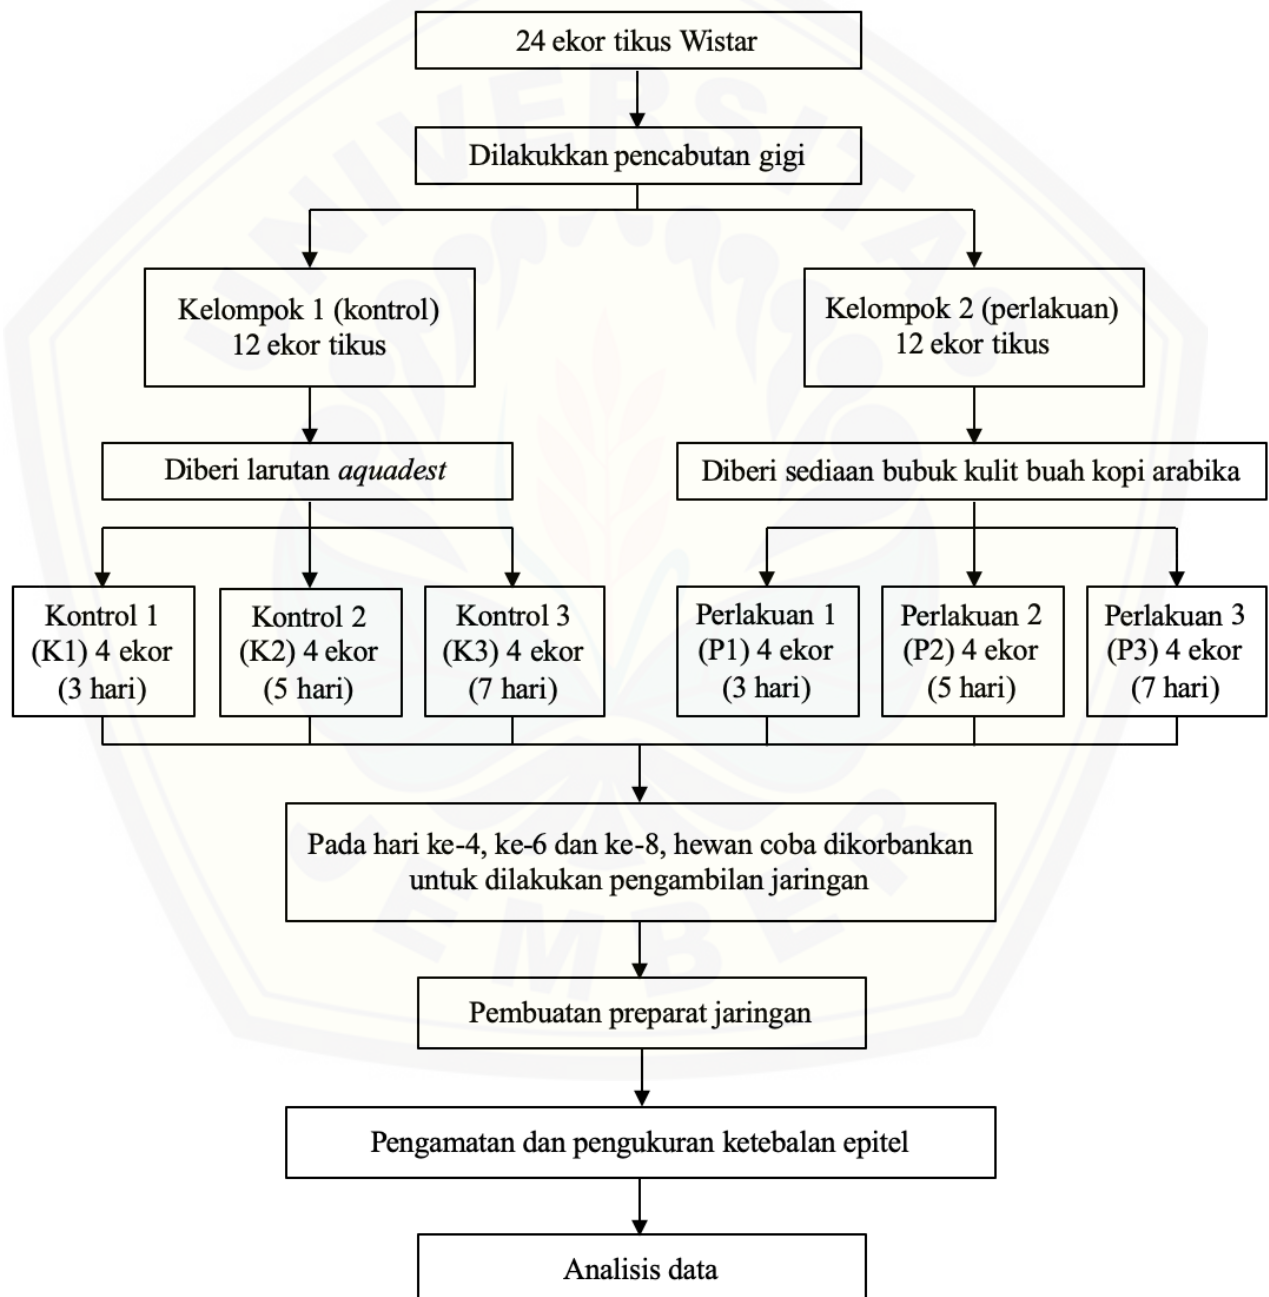 24 ekor tikus Wistar
Dilakukkan pencabutan gigi
Kelompok 1 (kontrol)
12 ekor tikus
Kelompok 2 (perlakuan)
12 ekor tikus
Diberi larutan aquadest
Diberi sediaan bubuk kulit buah kopi arabika
Kontrol 1
(K1) 4 ekor
(3 hari)
Kontrol 2
(K2) 4 ekor
(5 hari)
Kontrol 3
(K3) 4 ekor
(7 hari)
Perlakuan 1
(P1) 4 ekor
(3 hari)
Perlakuan 2
(P2) 4 ekor
(5 hari)
Perlakuan 3
(P3) 4 ekor
(7 hari)
Pada hari ke-4, ke-6 dan ke-8, hewan coba dikorbankan
untuk dilakukan pengambilan jaringan
Pembuatan preparat jaringan
Pengamatan dan pengukuran ketebalan epitel
Analisis data
UNIVERSITAS
JEMBER